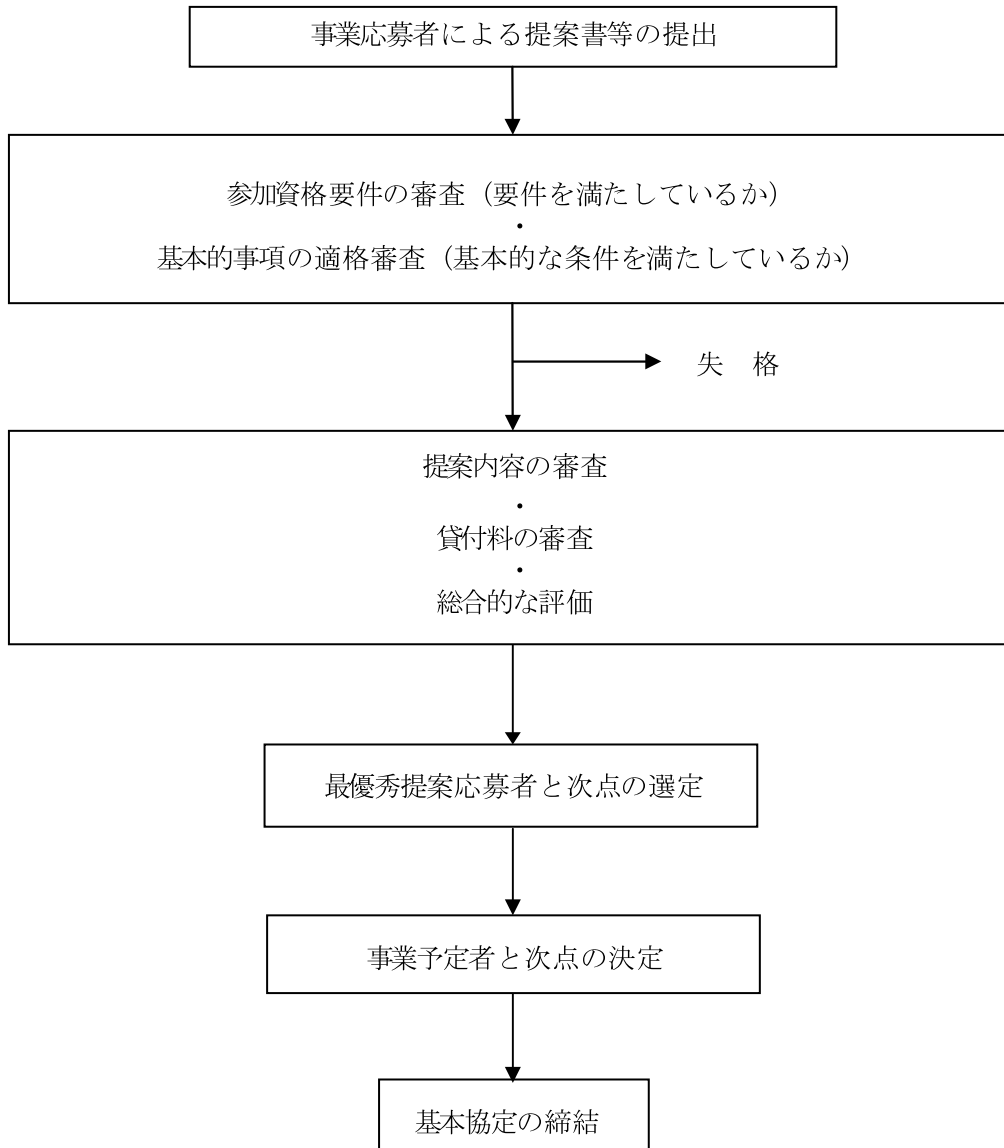 事業応募者による提案書等の提出
参加資格要件の審査（要件を満たしているか）
・
基本的事項の適格審査（基本的な条件を満たしているか）
失　格
提案内容の審査
・
貸付料の審査
・
総合的な評価
最優秀提案応募者と次点の選定
事業予定者と次点の決定
基本協定の締結